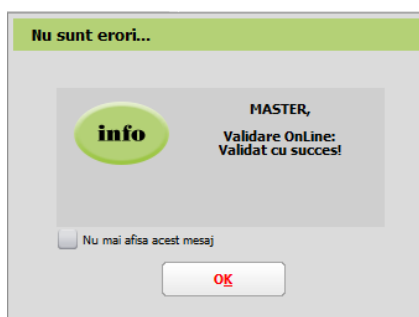 Nu sunt erori...
info
MASTER,
Validare OnLine:
Validat cu succes!
Nu mai afisa acest mesaj
OK